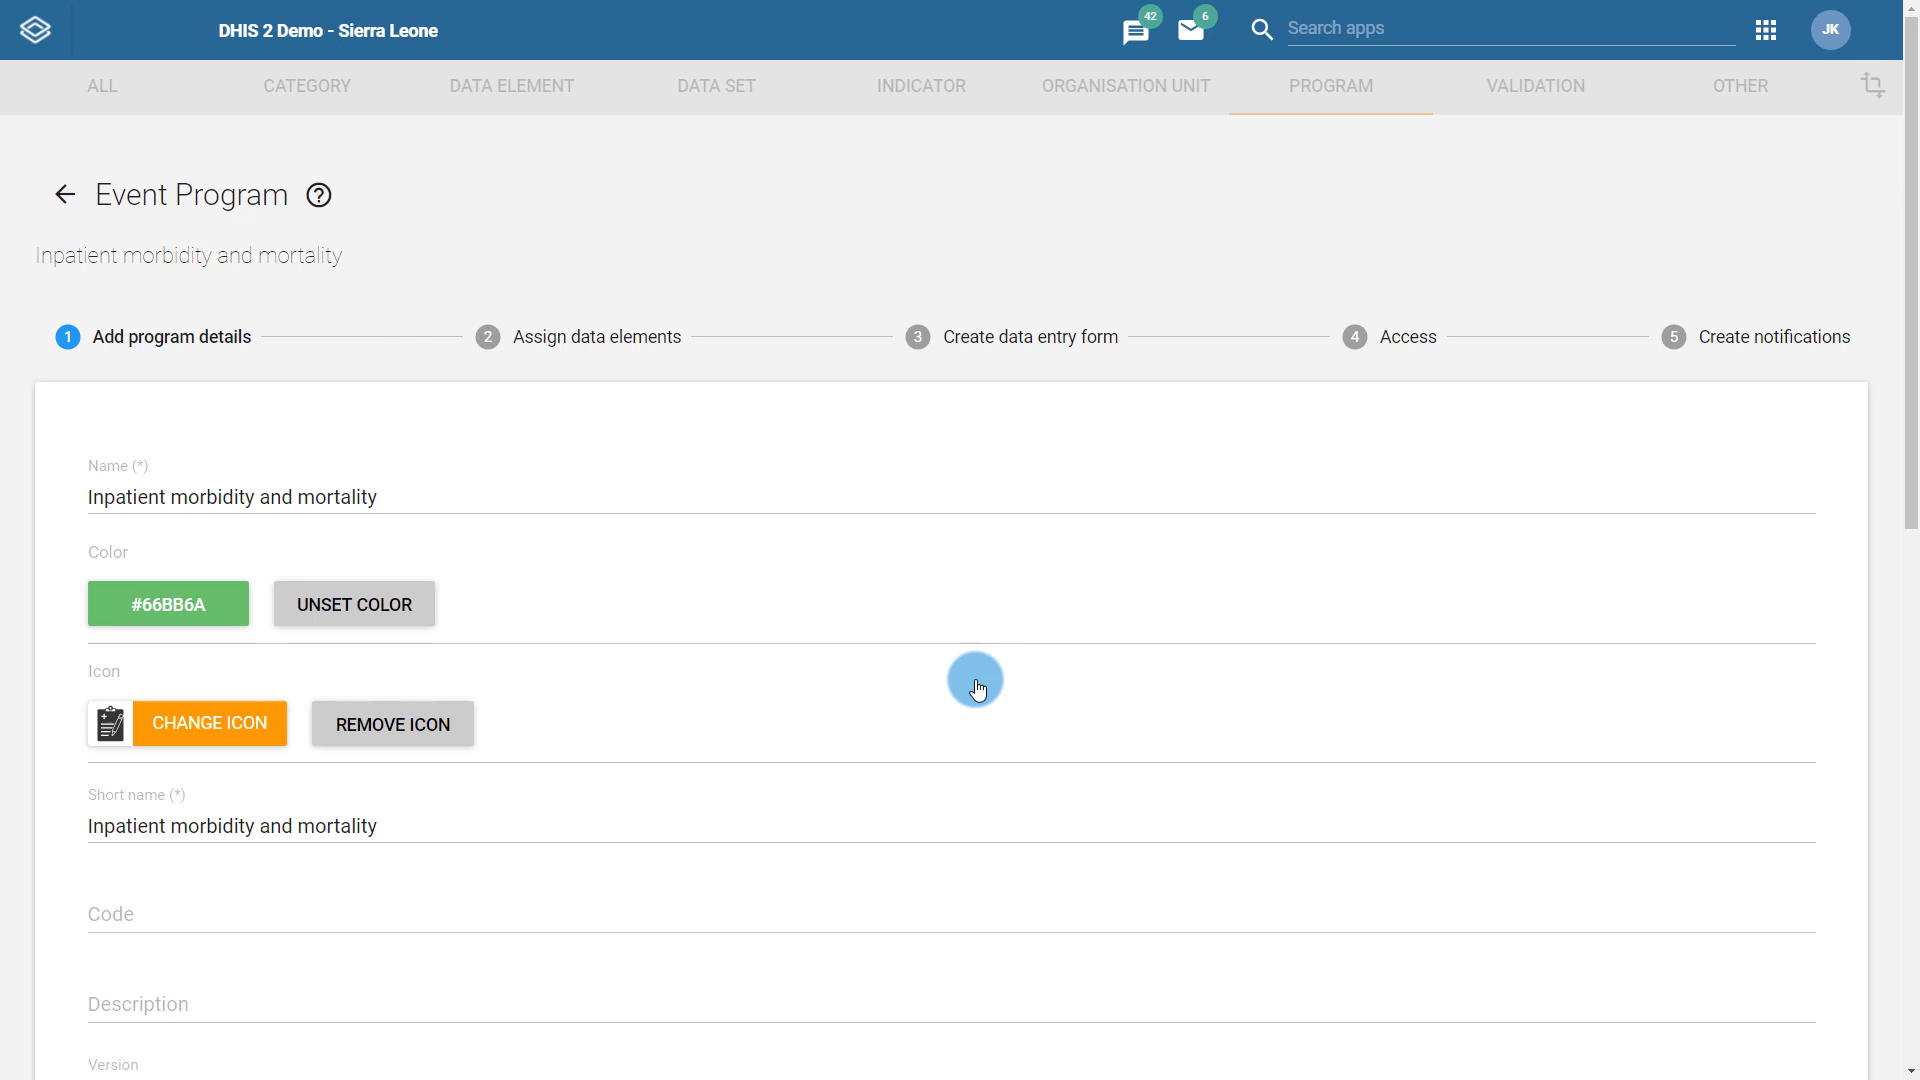 DHIS 2 Demo - Sierra Leone
42
6
Search apps
JK
ALL
CATEGORY
DATA ELEMENT
DATA SET
INDICATOR
ORGANISATION UNIT
PROGRAM
VALIDATION
OTHER
Event Program
Inpatient morbidity and mortality
1 Add program details
2 Assign data elements
3 Create data entry form
4 Access
5 Create notifications
Name (*)
Inpatient morbidity and mortality
Color
#66BB6A
UNSET COLOR
Icon
CHANGE ICON
REMOVE ICON
Short name (*)
Inpatient morbidity and mortality
Code
Description
Version